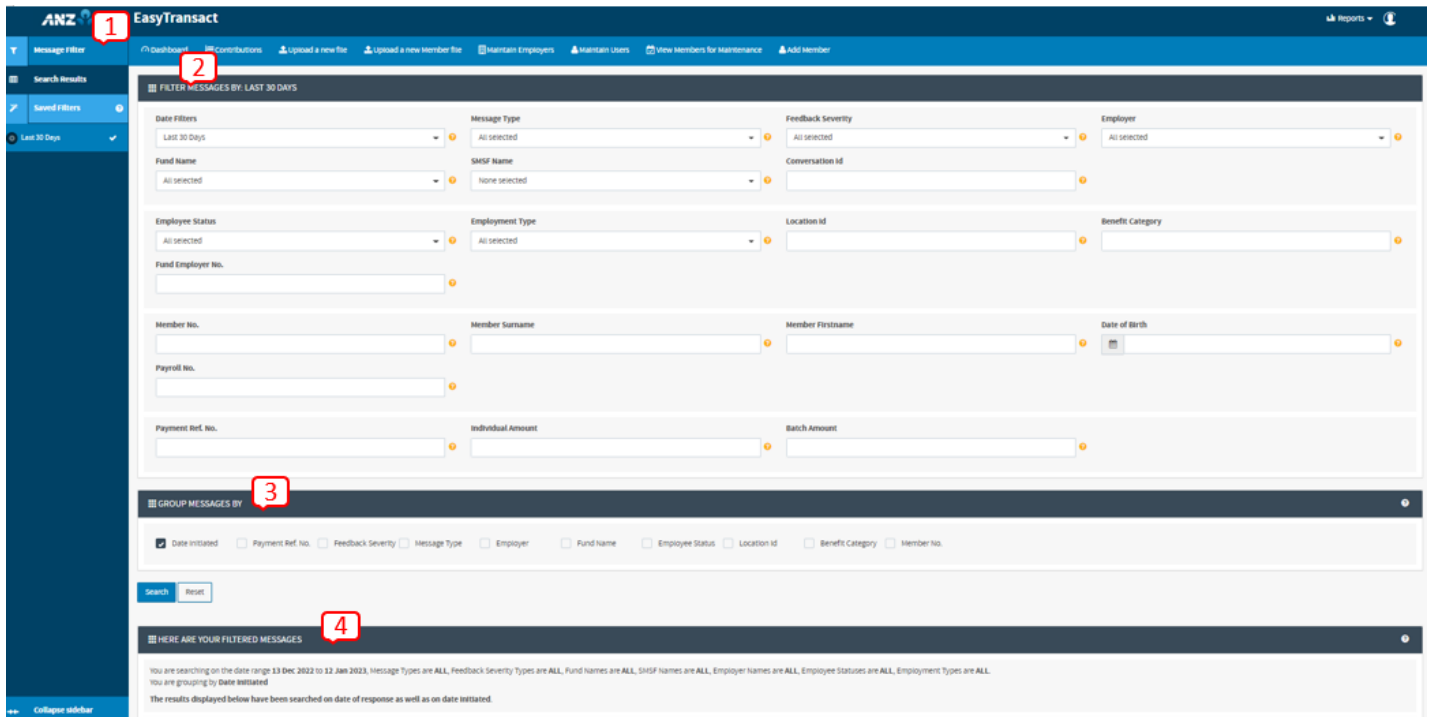 ANZ
1
EasyTransact
Reports
Message Filter
Dashboard Contributions Upload a new file Upload a new Member file Maintain Employers Maintain Users View Members for Maintenance Add Member
Search Results
2
FILTER MESSAGES BY: LAST 30 DAYS
Saved Filters
Last 30 Days
Date Filters Message Type Feedback Severity Employer
Last 30 Days All selected All selected All selected
Fund Name SMSF Name Conversation Id
All selected None selected
Employee Status Employment Type Location Id Benefit Category
All selected All selected
Fund Employer No.
Member No. Member Surname Member Firstname Date of Birth
Payroll No.
Payment Ref. No. Individual Amount Batch Amount
3
GROUP MESSAGES BY
Date Initiated Payment Ref. No. Feedback Severity Message Type Employer Fund Name Employee Status Location Id Benefit Category Member No.
Search Reset
4
HERE ARE YOUR FILTERED MESSAGES
You are searching on the date range 13 Dec 2022 to 12 Jan 2023, Message Types are ALL, Feedback Severity Types are ALL, Fund Names are ALL, SMSF Names are ALL, Employer Names are ALL, Employee Statuses are ALL, Employment Types are ALL.
You are grouping by Date Initiated
The results displayed below have been searched on date of response as well as on date initiated.
Collapse sidebar